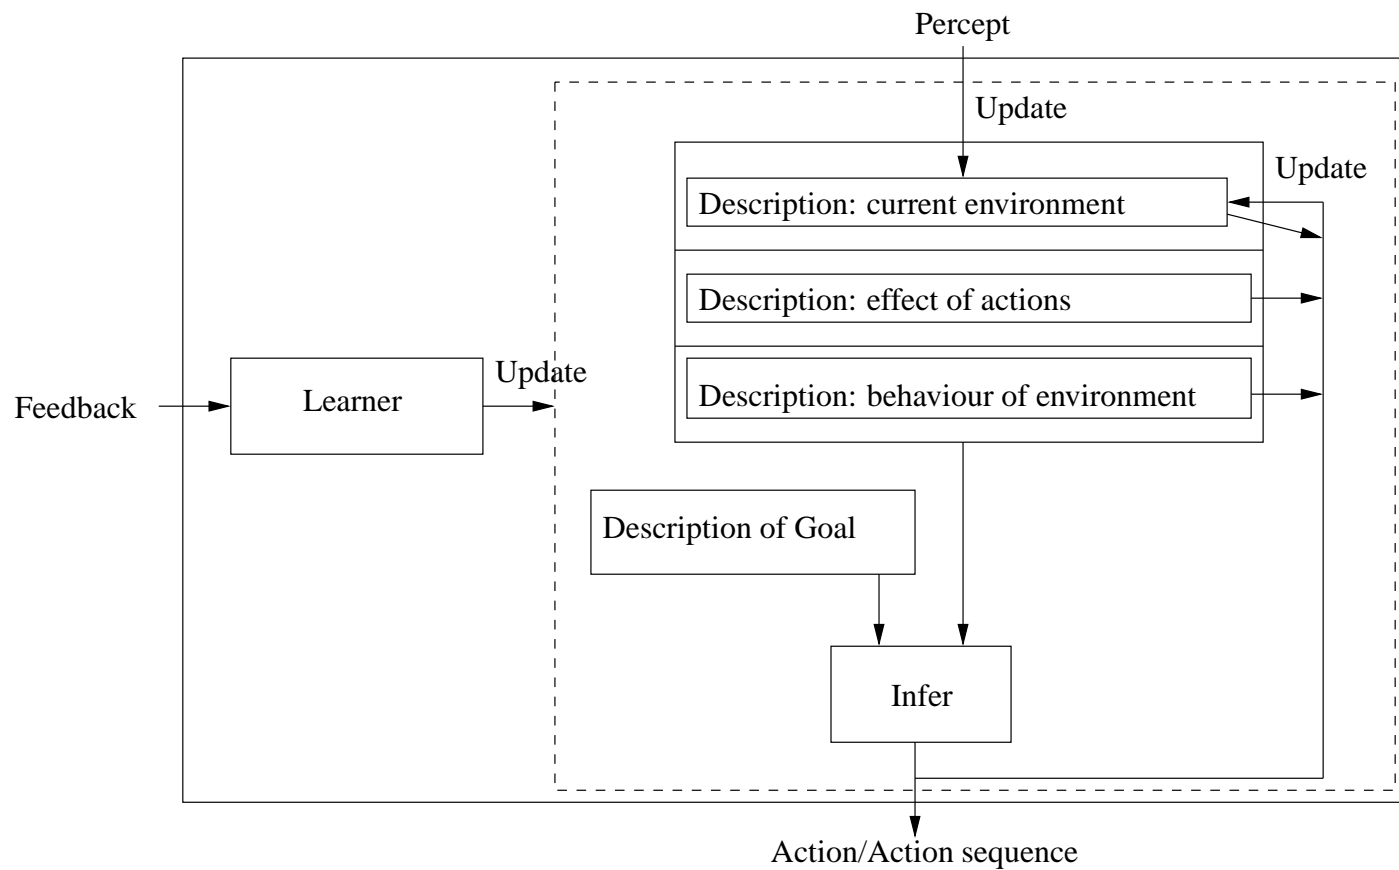 Percept
Update
Update
Description: current environment
Description: effect of actions
Description: behaviour of environment
Update
Learner
Feedback
Description of Goal
Infer
Action/Action sequence